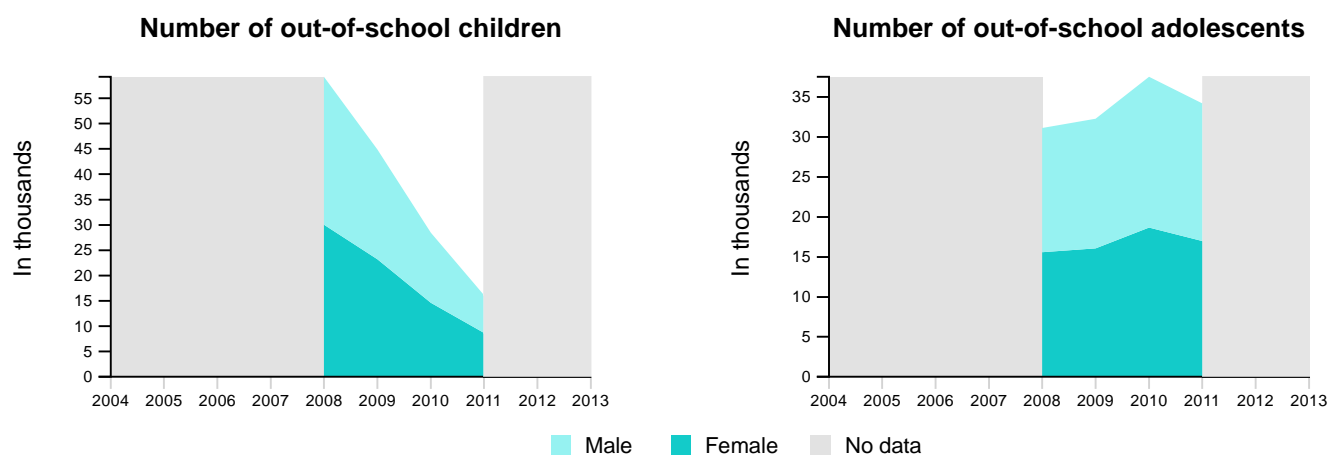 Number of out-of-school children
In thousands
55
50
45
40
35
30
25
20
15
10
5
0
2004 2005 2006 2007 2008 2009 2010 2011 2012 2013
Number of out-of-school adolescents
In thousands
35
30
25
20
15
10
5
0
2004 2005 2006 2007 2008 2009 2010 2011 2012 2013
Male Female No data